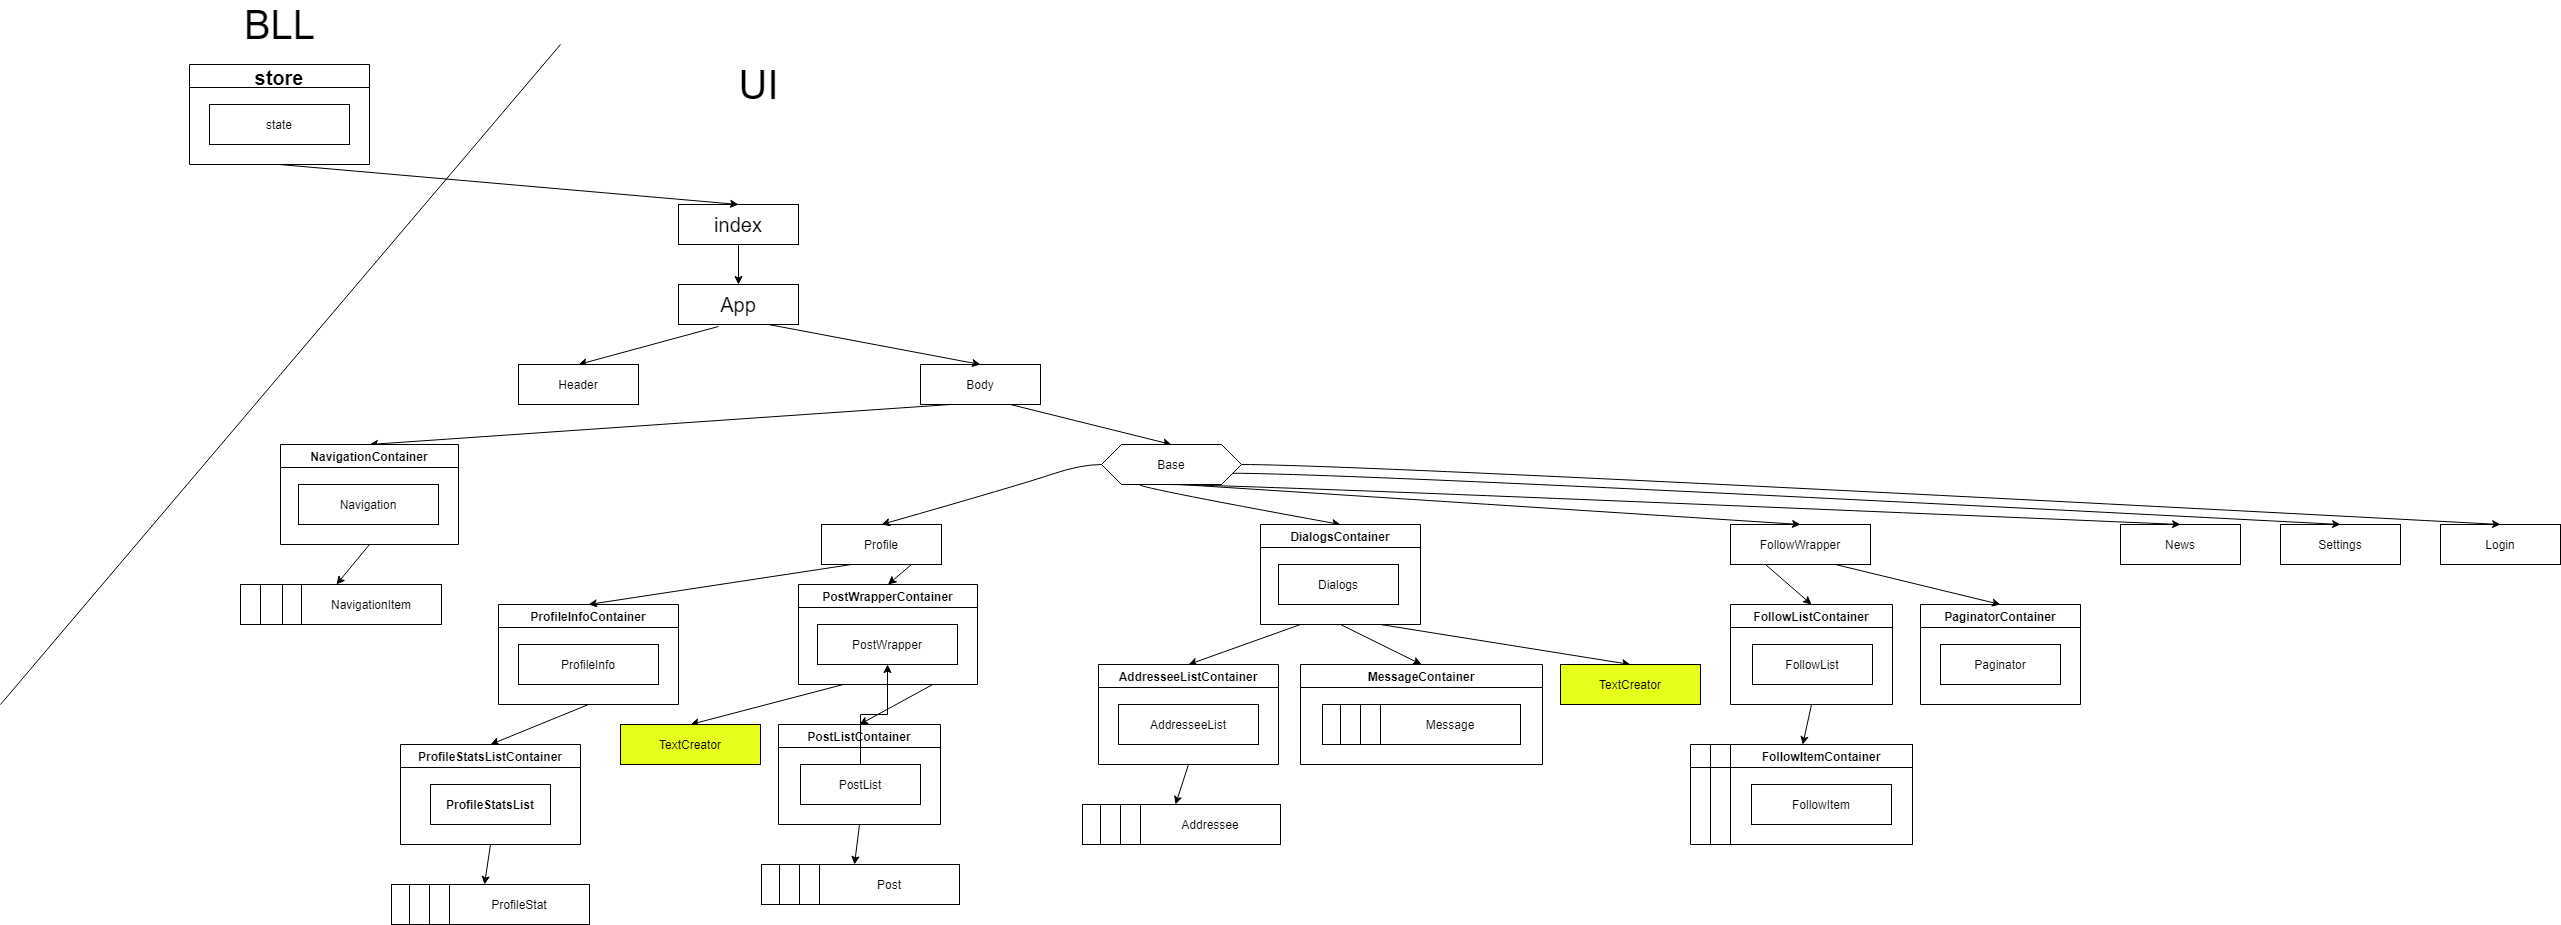 BLL
UI
store
state
index
App
Header
Body
NavigationContainer
Navigation
NavigationItem
Base
Profile
DialogsContainer
Dialogs
FollowWrapper
News
Settings
Login
ProfileInfoContainer
ProfileInfo
PostWrapperContainer
PostWrapper
AddresseeListContainer
AddresseeList
MessageContainer
Message
TextCreator
FollowListContainer
FollowList
PaginatorContainer
Paginator
ProfileStatsListContainer
ProfileStatsList
TextCreator
PostListContainer
PostList
Addressee
FollowItemContainer
FollowItem
ProfileStat
Post